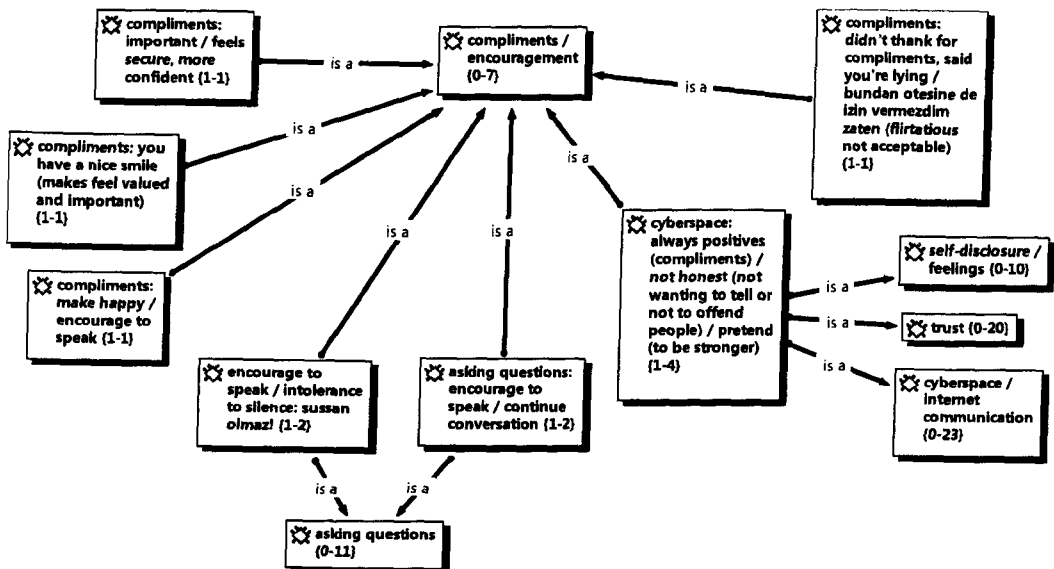 compliments:
important / feels
secure, more
confident {1-1}
is a
compliments /
encouragement
{0-7}
is a
compliments:
didn't thank for
compliments, said
you're lying /
bundan otesine de
izin vermezdim
zaten (flirtatious
not acceptable)
{1-1}
is a
compliments: you
have a nice smile
(makes feel valued
and important)
{1-1}
is a
is a
compliments:
make happy /
encourage to
speak {1-1}
is a
is a
cyberspace:
always positives
(compliments) /
not honest (not
wanting to tell or
not to offend
people) / pretend
(to be stronger)
{1-4}
is a
self-disclosure /
feelings {0-10}
is a
trust {0-20}
is a
cyberspace /
internet
communication
{0-23}
encourage to
speak / intolerance
to silence: sussan
olmaz! {1-2}
asking questions:
encourage to
speak / continue
conversation {1-2}
is a
is a
asking questions
{0-11}